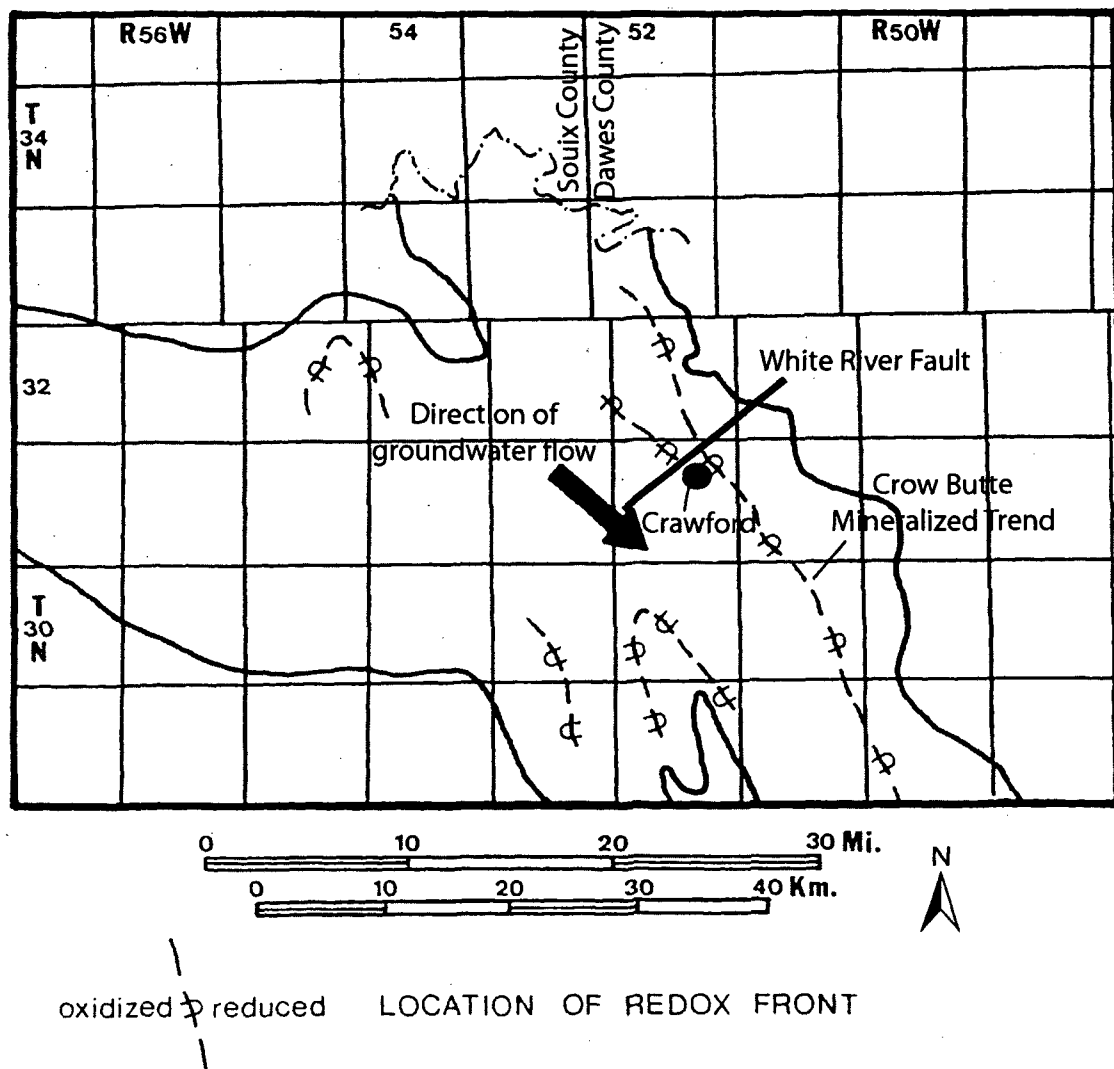 R56W 54 52 R50W
Souix County
Dawes County
T
34
N
32
White River Fault
Direction of
groundwater flow
Crow Butte
Mineralized Trend
Crawford
T
30
N
0 10 20 30 Mi.
0 10 20 30 40 Km.
N
oxidized reduced LOCATION OF REDOX FRONT